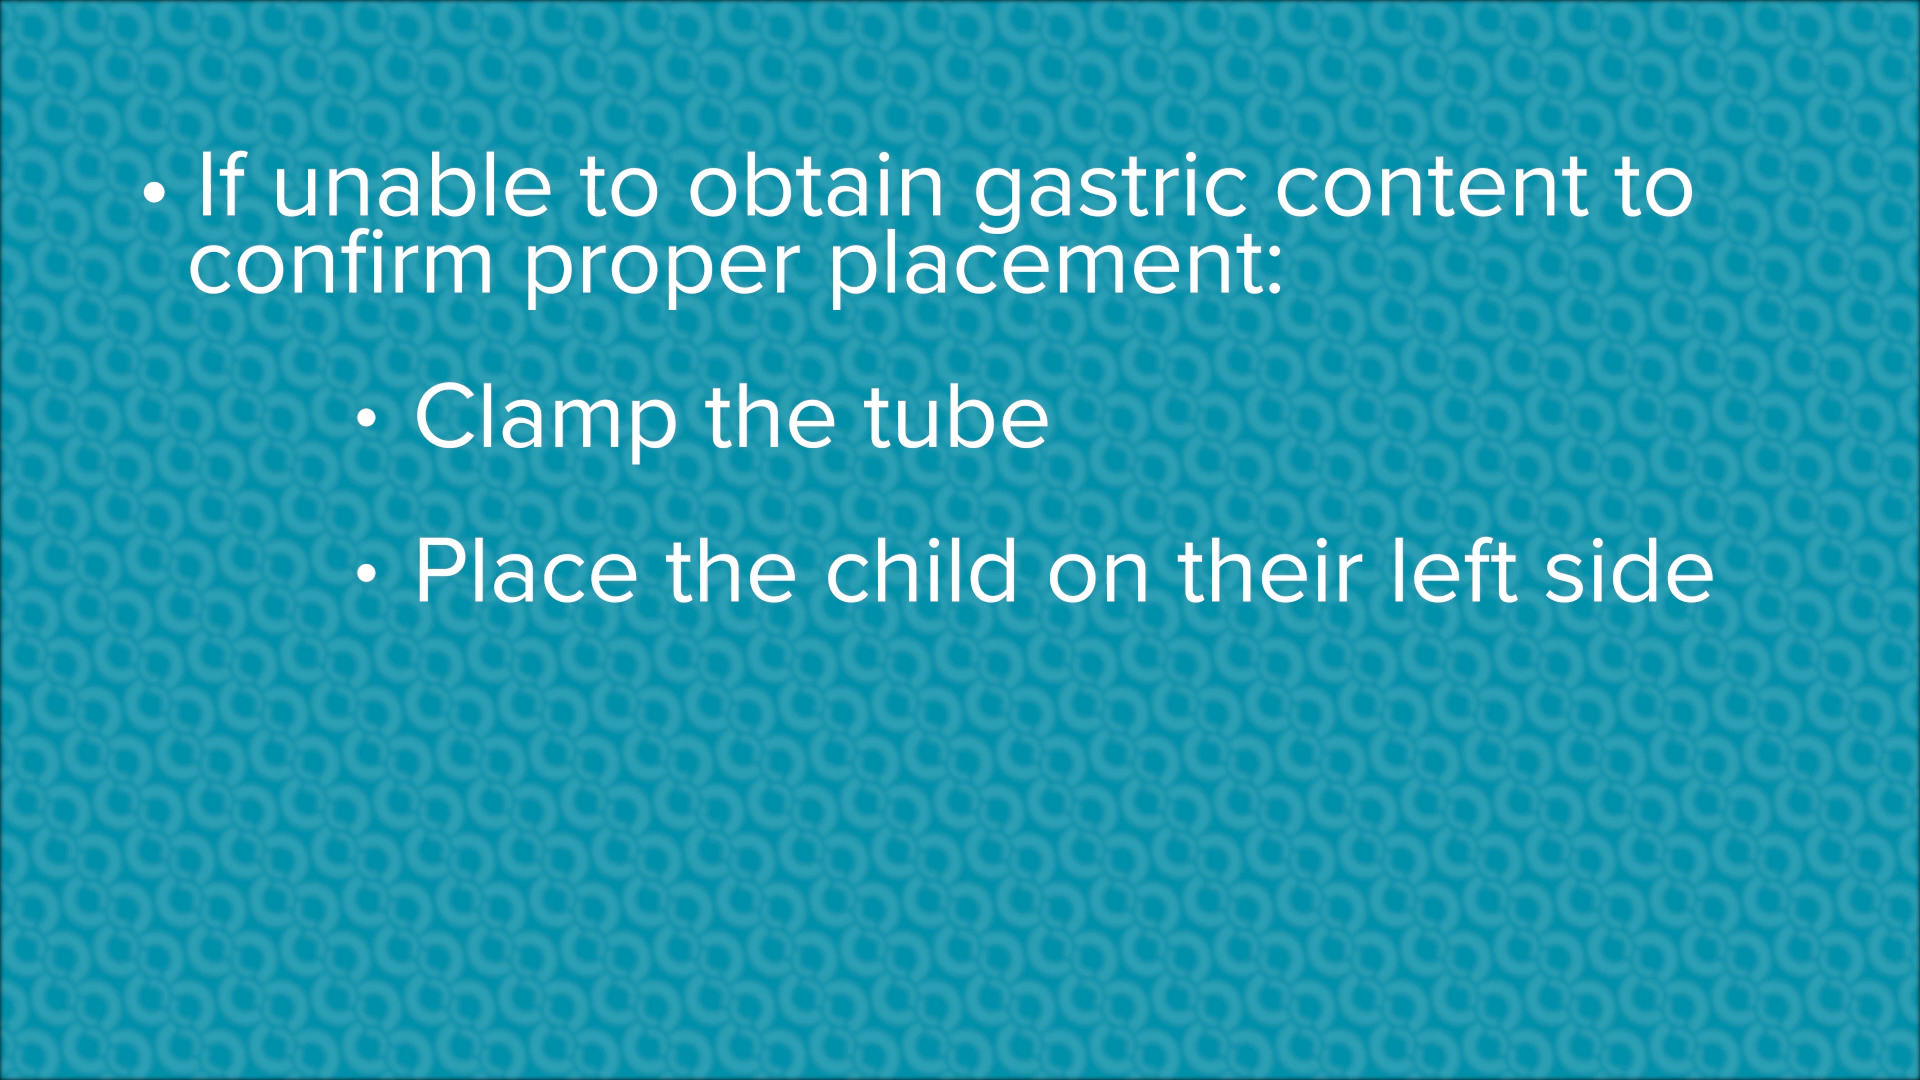 • If unable to obtain gastric content to
confirm proper placement:
• Clamp the tube
• Place the child on their left side